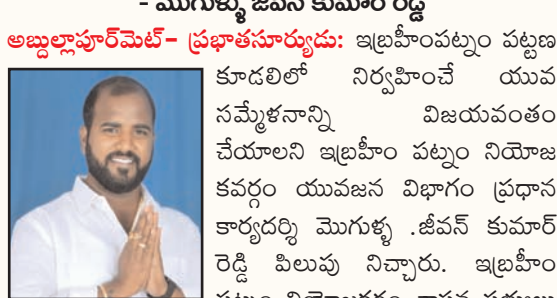 - మొగుళ్ళ జీవన్ కుమార్ రెడ్డి
అబ్దుల్లాపూర్‌మెట్- ప్రభాతసూర్యుడు: ఇబ్రహీంపట్నం పట్టణ
కూడలిలో నిర్వహించే యువ
సమ్మేళనాన్ని విజయవంతం
చేయాలని ఇబ్రహీం పట్నం నియోజ
కవర్గం యువజన విభాగం ప్రధాన
కార్యదర్శి మొగుళ్ళ .జీవన్ కుమార్
రెడ్డి పిలుపు నిచ్చారు. ఇబ్రహీం